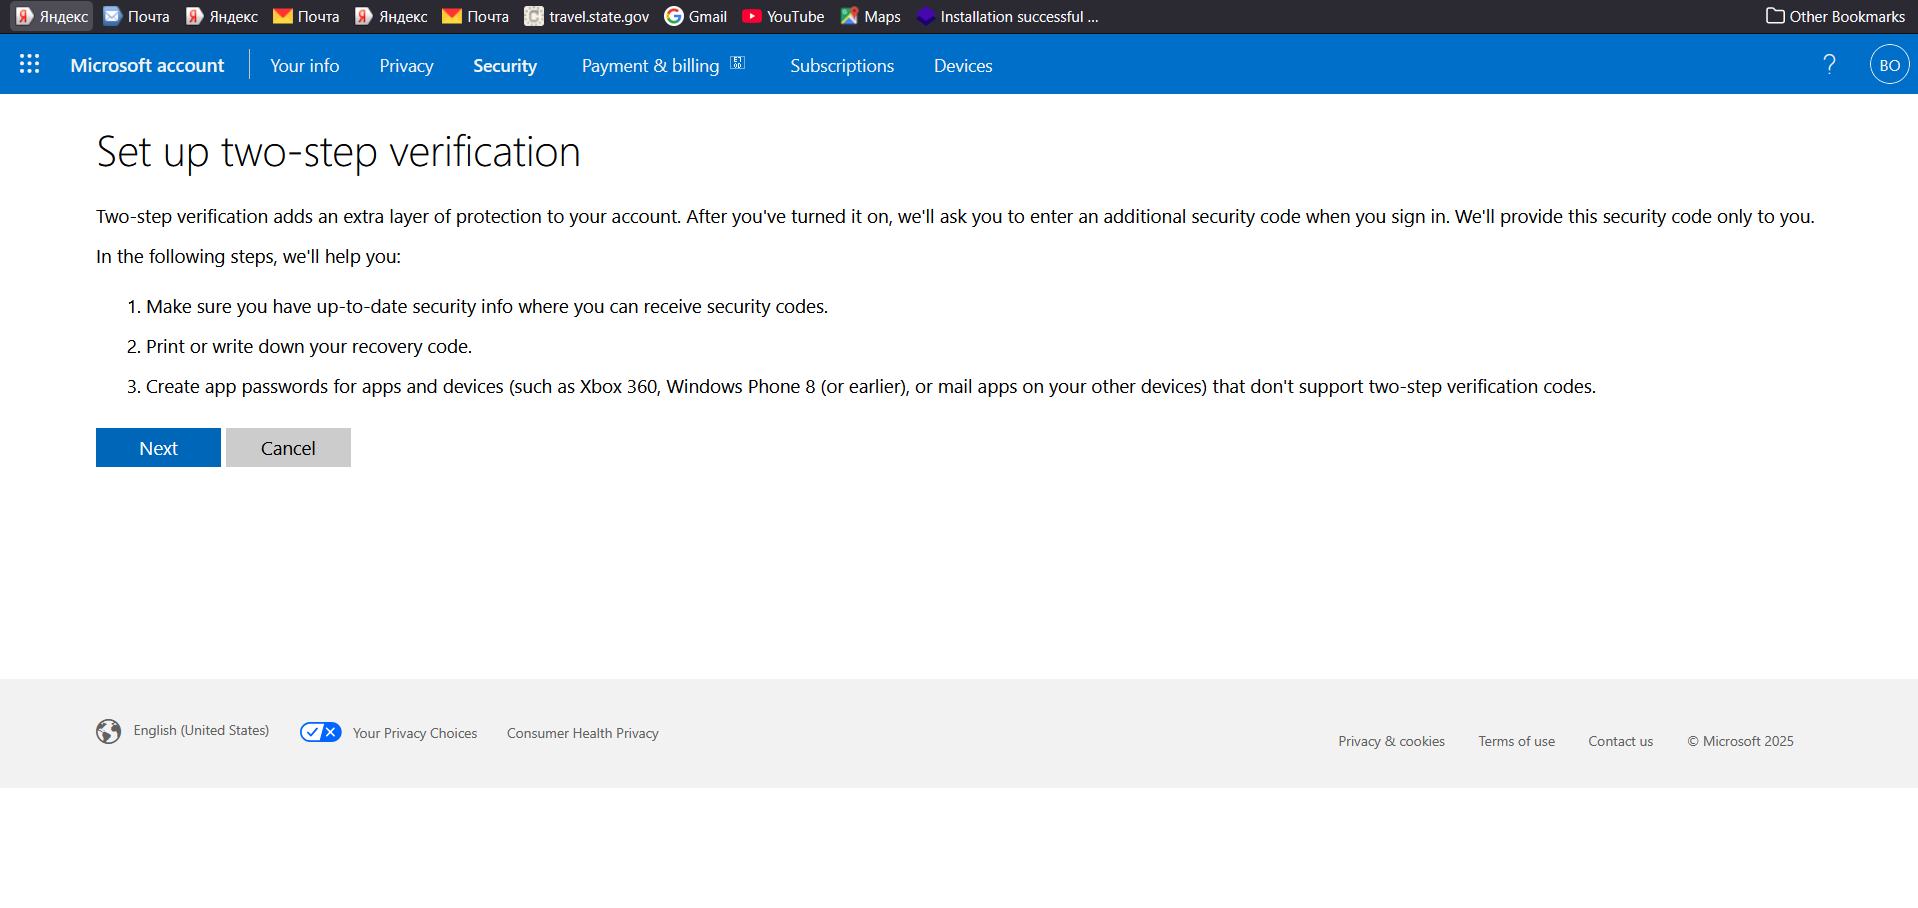 Яндекс Почта Яндекс Почта Яндекс Почта travel.state.gov Gmail YouTube Maps Installation successful ... Other Bookmarks
Microsoft account Your info Privacy Security Payment & billing Subscriptions Devices ? BO
Set up two-step verification
Two-step verification adds an extra layer of protection to your account. After you've turned it on, we'll ask you to enter an additional security code when you sign in. We'll provide this security code only to you.
In the following steps, we'll help you:
1. Make sure you have up-to-date security info where you can receive security codes.
2. Print or write down your recovery code.
3. Create app passwords for apps and devices (such as Xbox 360, Windows Phone 8 (or earlier), or mail apps on your other devices) that don't support two-step verification codes.
Next Cancel
English (United States) Your Privacy Choices Consumer Health Privacy Privacy & cookies Terms of use Contact us © Microsoft 2025